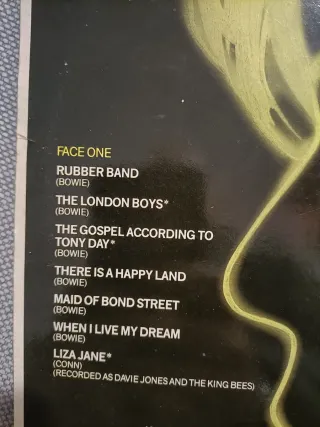 FACE ONE
RUBBER BAND
(BOWIE)
THE LONDON BOYS*
(BOWIE)
THE GOSPEL ACCORDING TO
TONY DAY*
(BOWIE)
THERE IS A HAPPY LAND
(BOWIE)
MAID OF BOND STREET
(BOWIE)
WHEN I LIVE MY DREAM
(BOWIE)
LIZA JANE*
(CONN)
(RECORDED AS DAVIE JONES AND THE KING BEES)